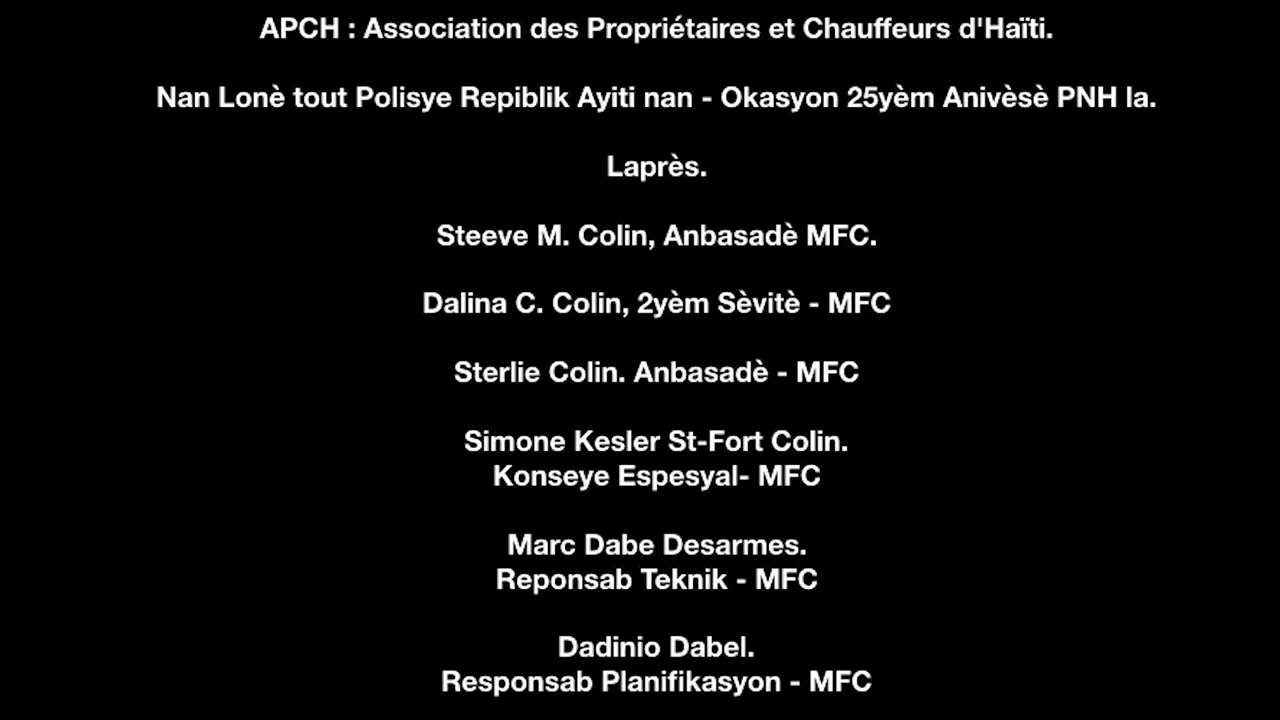 APCH : Association des Propriétaires et Chauffeurs d'Haïti.
Nan Lonè tout Polisye Repiblik Ayiti nan - Okasyon 25yèm Anivèsè PNH la.
Laprès.
Steeve M. Colin, Anbasadè MFC.
Dalina C. Colin, 2yèm Sèvitè - MFC
Sterlie Colin. Anbasadè - MFC
Simone Kesler St-Fort Colin.
Konseye Espesyal- MFC
Marc Dabe Desarmes.
Reponsab Teknik - MFC
Dadinio Dabel.
Responsab Planifikasyon - MFC